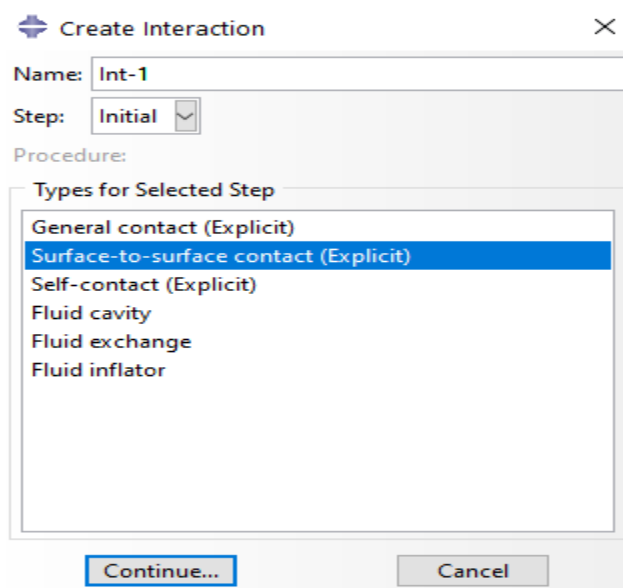 Create Interaction
Name: Int-1
Step: Initial
Procedure:
Types for Selected Step
General contact (Explicit)
Surface-to-surface contact (Explicit)
Self-contact (Explicit)
Fluid cavity
Fluid exchange
Fluid inflator
Continue... Cancel